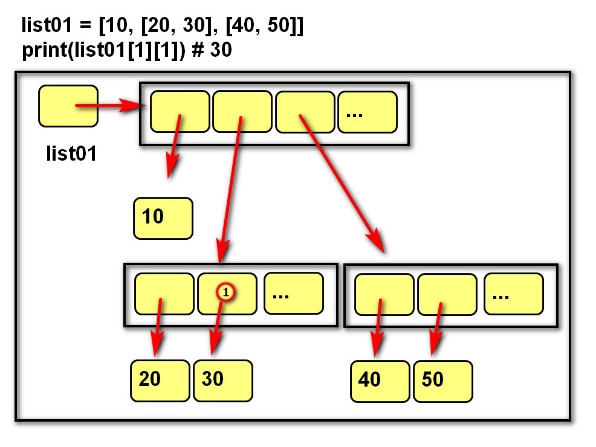 list01 = [10, [20, 30], [40, 50]]
print(list01[1][1]) # 30
...
list01
10
1
...
...
20 30 40 50